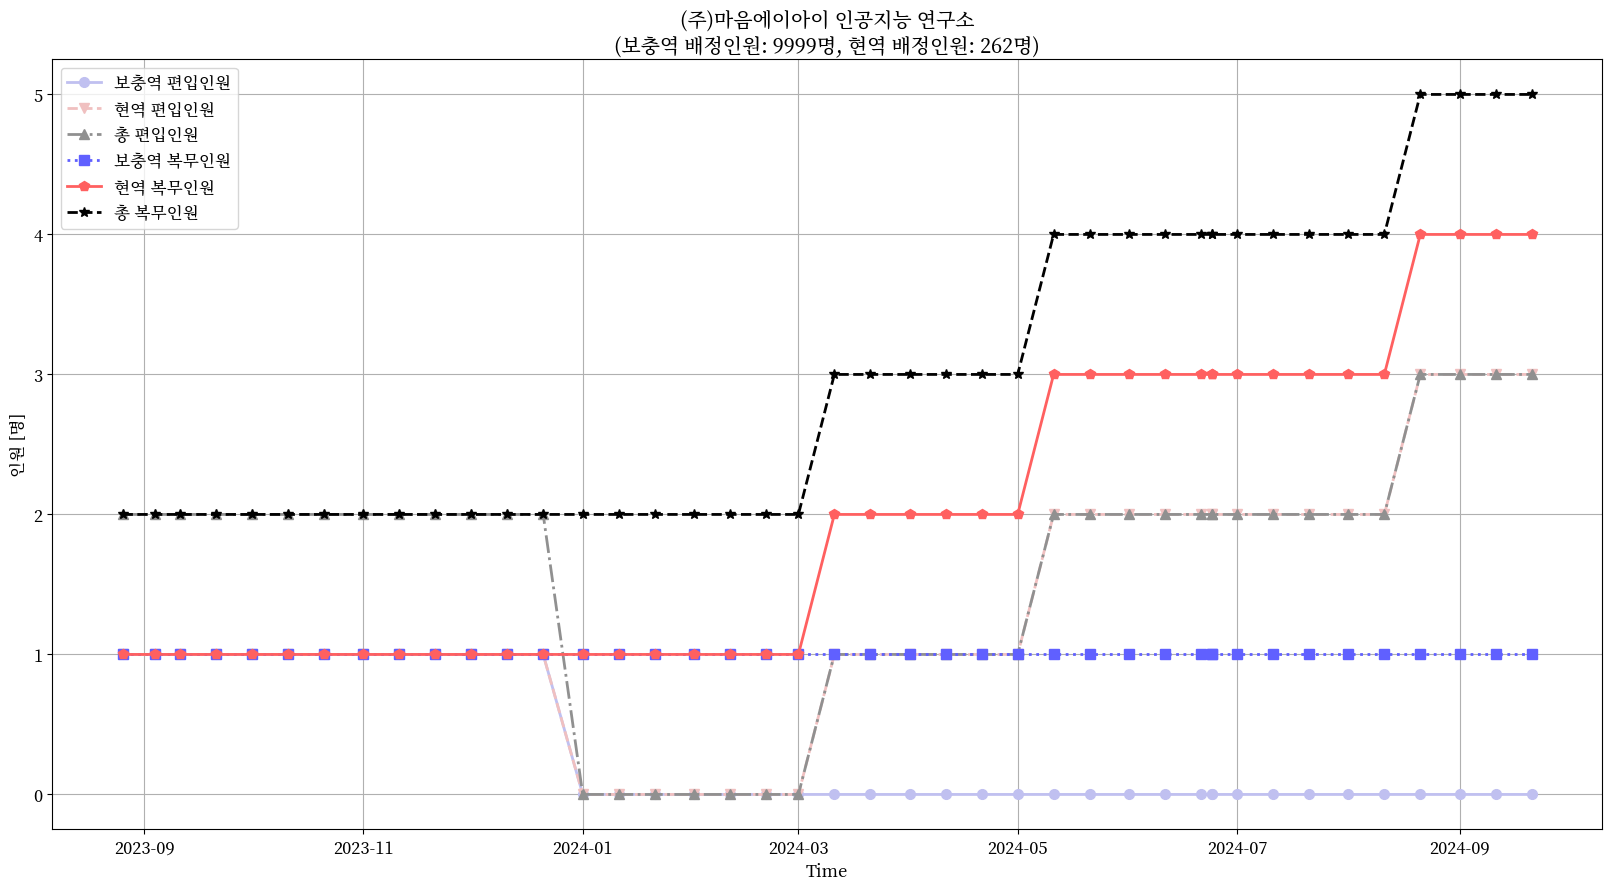 (주)마음에이아이 인공지능 연구소
(보충역 배정인원: 9999명, 현역 배정인원: 262명)
보충역 편입인원
현역 편입인원
총 편입인원
보충역 복무인원
현역 복무인원
총 복무인원
5
4
3
2
1
0
인원 [명]
2023-09
2023-11
2024-01
2024-03
2024-05
2024-07
2024-09
Time